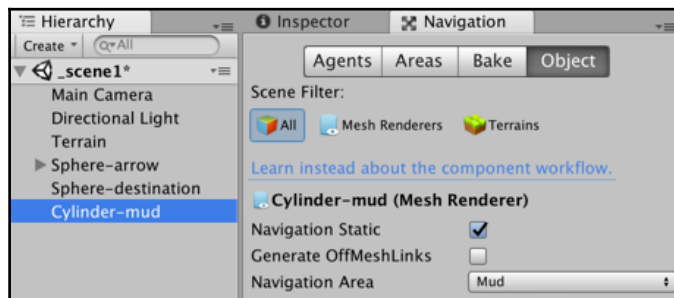 Hierarchy
Create
All
_scene1*
Main Camera
Directional Light
Terrain
Sphere-arrow
Sphere-destination
Cylinder-mud
Inspector
Navigation
Agents Areas Bake Object
Scene Filter:
All Mesh Renderers Terrains
Learn instead about the component workflow.
Cylinder-mud (Mesh Renderer)
Navigation Static
Generate OffMeshLinks
Navigation Area Mud